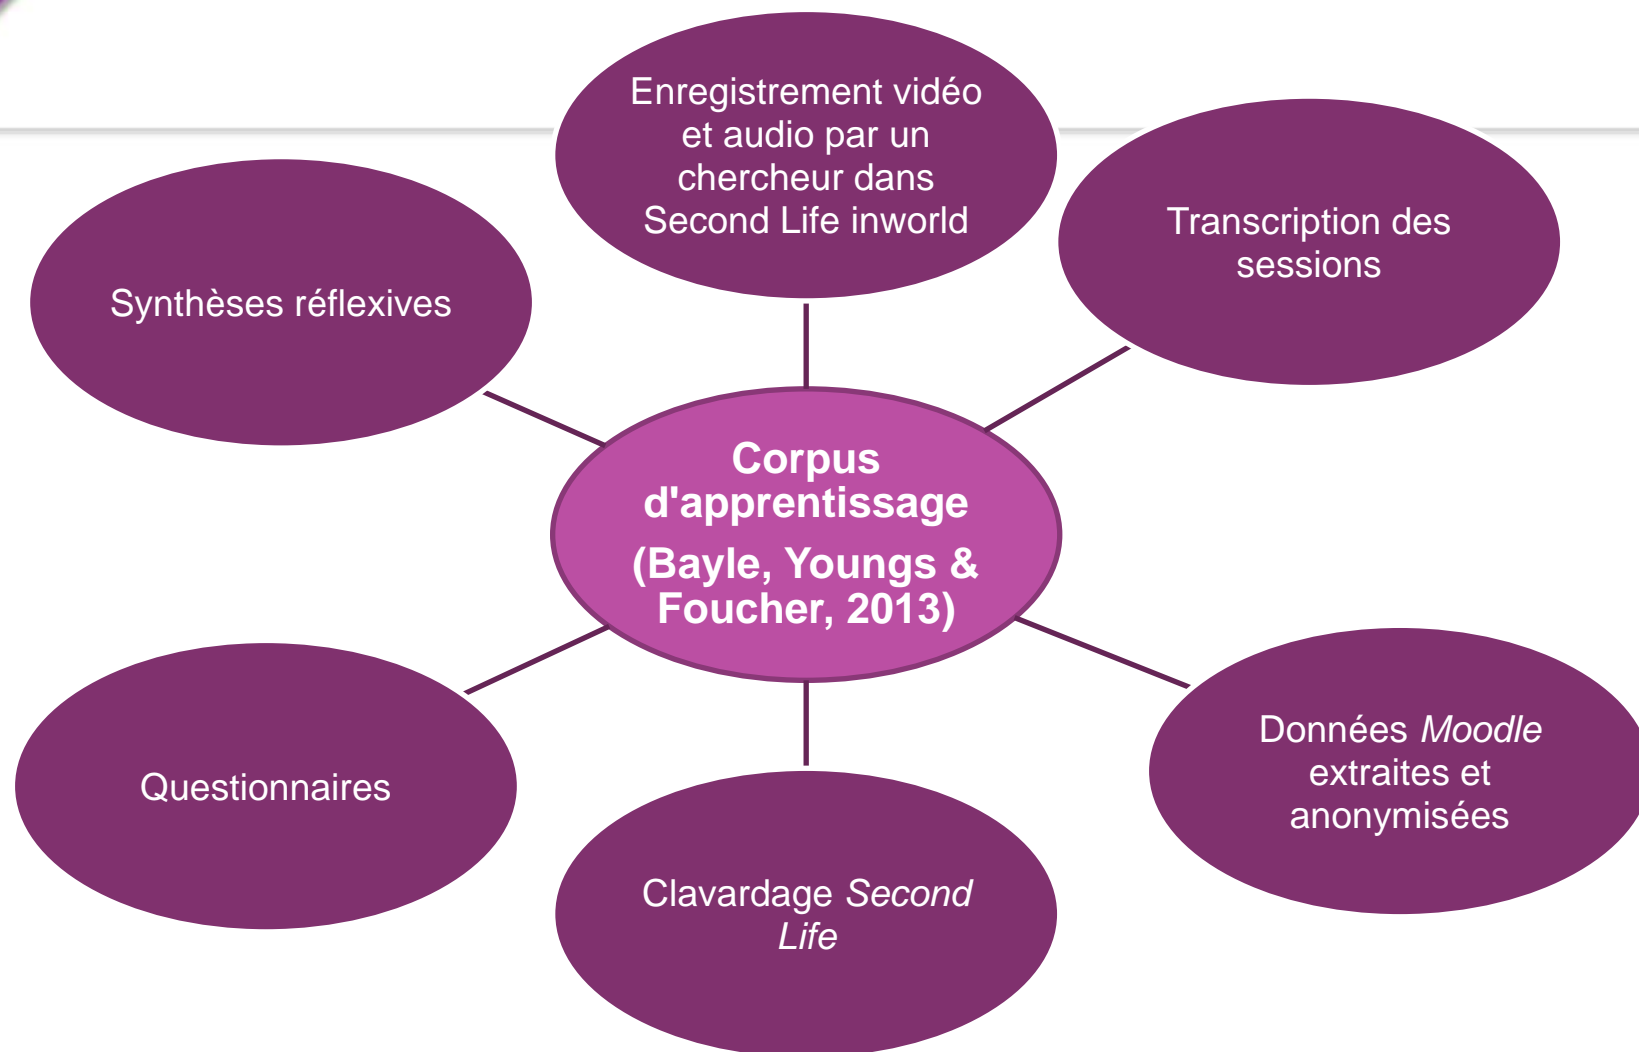 Enregistrement vidéo
et audio par un
chercheur dans
Second Life inworld
Transcription des
sessions
Synthèses réflexives
Corpus
d'apprentissage
(Bayle, Youngs &
Foucher, 2013)
Données Moodle
extraites et
anonymisées
Questionnaires
Clavardage Second
Life